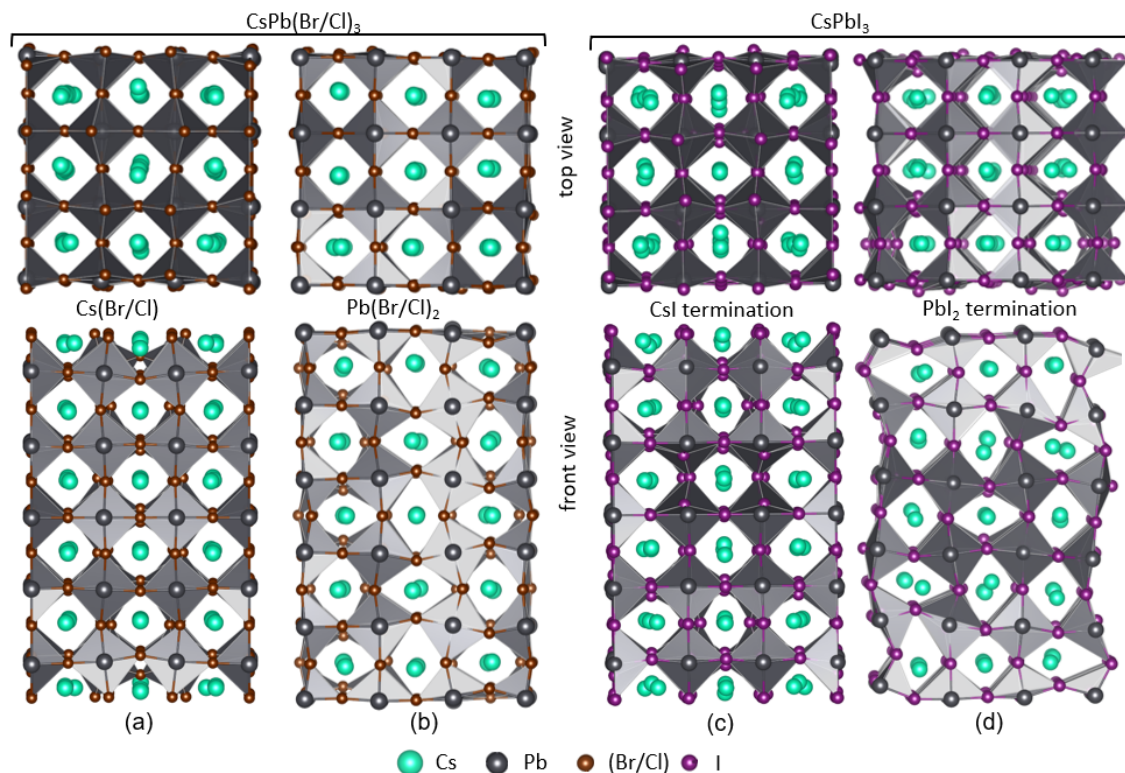 CsPb(Br/Cl)₃
CsPbI₃
top view
Cs(Br/Cl)
Pb(Br/Cl)₂
CsI termination
PbI₂ termination
front view
(a)
(b)
(c)
(d)
Cs
Pb
(Br/Cl)
I